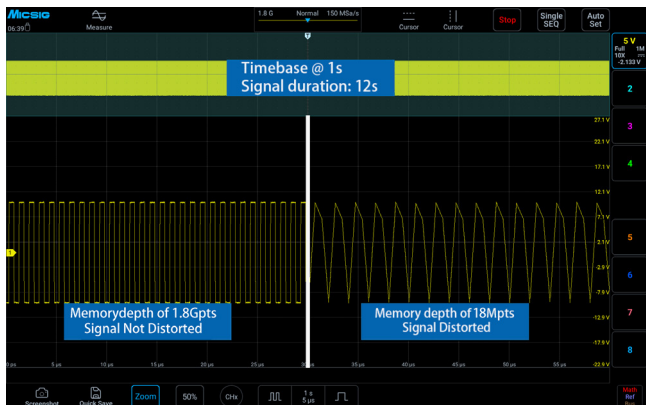 Micsig
06:39
Measure
1.8 G Normal 150 MSa/s
Cursor
Cursor
Stop
Single
SEQ
Auto
Set
5 V
Full 1M
10X
-2.133 V
T
Timebase @ 1s
Signal duration: 12s
2
3
4
5
6
7
8
27.1 V
22.1 V
17.1 V
12.1 V
7.1 V
2.1 V
-2.9 V
-7.9 V
-12.9 V
-17.9 V
-22.9 V
1
Memorydepth of 1.8Gpts
Signal Not Distorted
Memory depth of 18Mpts
Signal Distorted
0 ps
5 µs
10 µs
15 µs
20 µs
25 µs
30 µs
35 µs
40 µs
45 µs
50 µs
55 µs
Screenshot
Quick Save
Zoom
50%
CHx
1 s
5 µs
Math
Ref
Bus